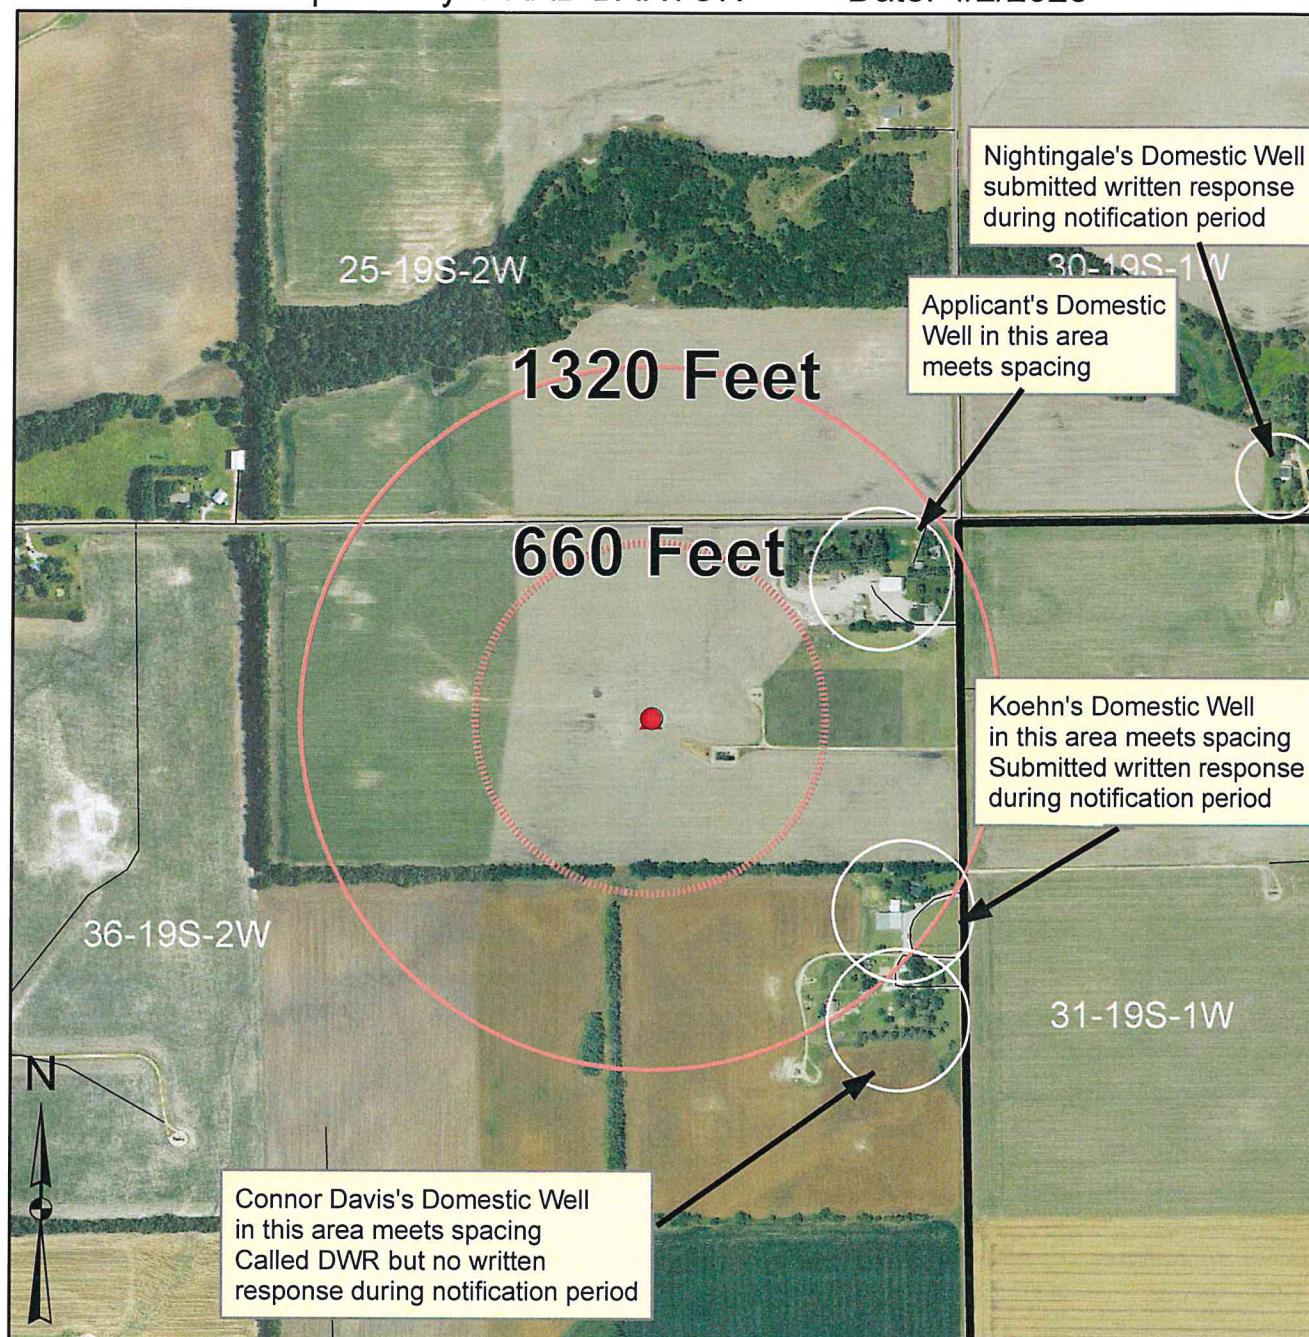 Nightingale's Domestic Well
submitted written response
during notification period
25-19S-2W
30-19S-1W
Applicant's Domestic
Well in this area
meets spacing
1320 Feet
660 Feet
Koehn's Domestic Well
in this area meets spacing
Submitted written response
during notification period
36-19S-2W
31-19S-1W
N
Connor Davis's Domestic Well
in this area meets spacing
Called DWR but no written
response during notification period